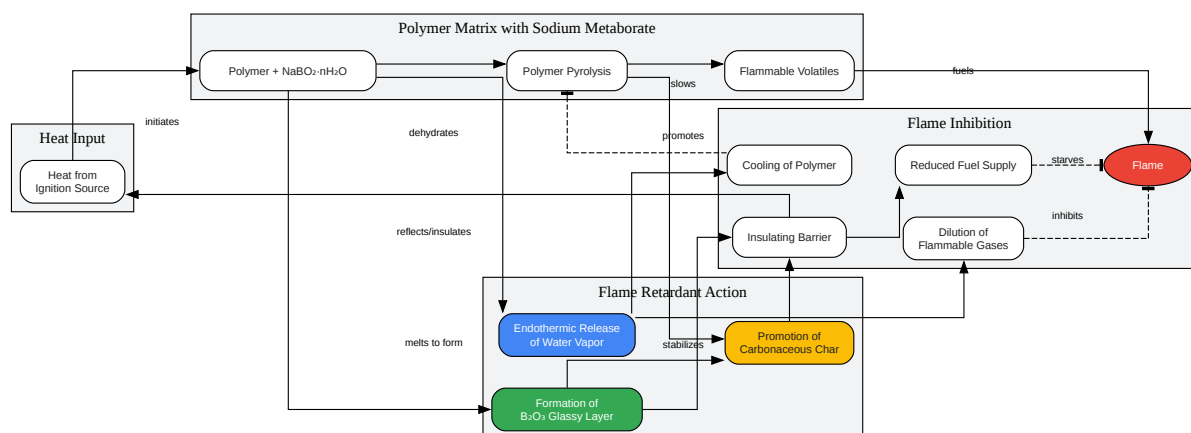 Polymer Matrix with Sodium Metaborate
Polymer + NaBO₂·nH₂O
Polymer Pyrolysis
Flammable Volatiles
slows
fuels
initiates
dehydrates
promotes
Heat Input
Heat from
Ignition Source
Flame Inhibition
Cooling of Polymer
Reduced Fuel Supply
starves
Flame
inhibits
reflects/insulates
Insulating Barrier
Dilution of
Flammable Gases
Flame Retardant Action
Endothermic Release
of Water Vapor
melts to form
stabilizes
Promotion of
Carbonaceous Char
Formation of
B₂O₃ Glassy Layer